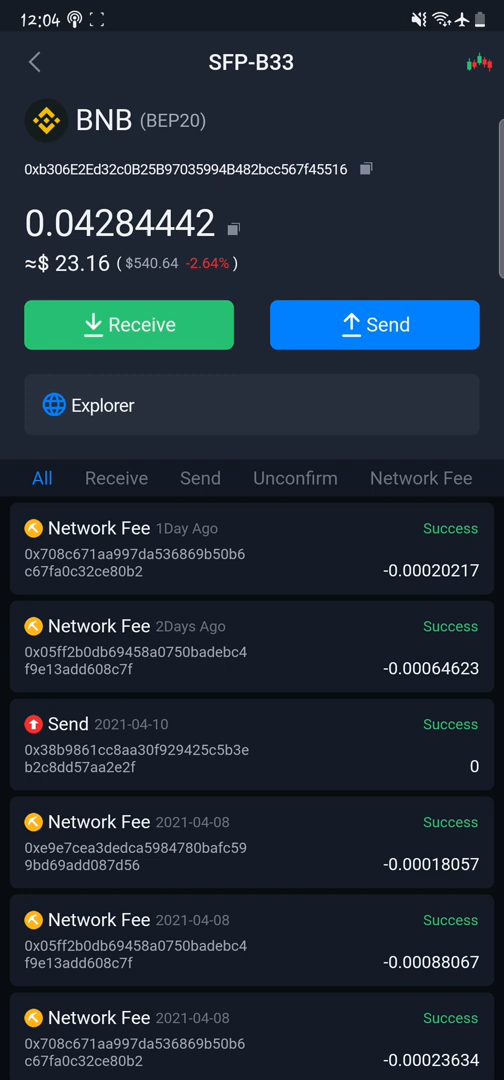 12:04
SFP-B33
BNB (BEP20)
0xb306E2Ed32c0B25B97035994B482bcc567f45516
0.04284442
≈$ 23.16 ( $540.64 -2.64% )
Receive Send
Explorer
All Receive Send Unconfirm Network Fee
Network Fee 1Day Ago Success
0x708c671aa997da536869b50b6
c67fa0c32ce80b2 -0.00020217
Network Fee 2Days Ago Success
0x05ff2b0db69458a0750badebc4
f9e13add608c7f -0.00064623
Send 2021-04-10 Success
0x38b9861cc8aa30f929425c5b3e
b2c8dd57aa2e2f 0
Network Fee 2021-04-08 Success
0xe9e7cea3dedca5984780bafc59
9bd69add087d56 -0.00018057
Network Fee 2021-04-08 Success
0x05ff2b0db69458a0750badebc4
f9e13add608c7f -0.00088067
Network Fee 2021-04-08 Success
0x708c671aa997da536869b50b6
c67fa0c32ce80b2 -0.00023634